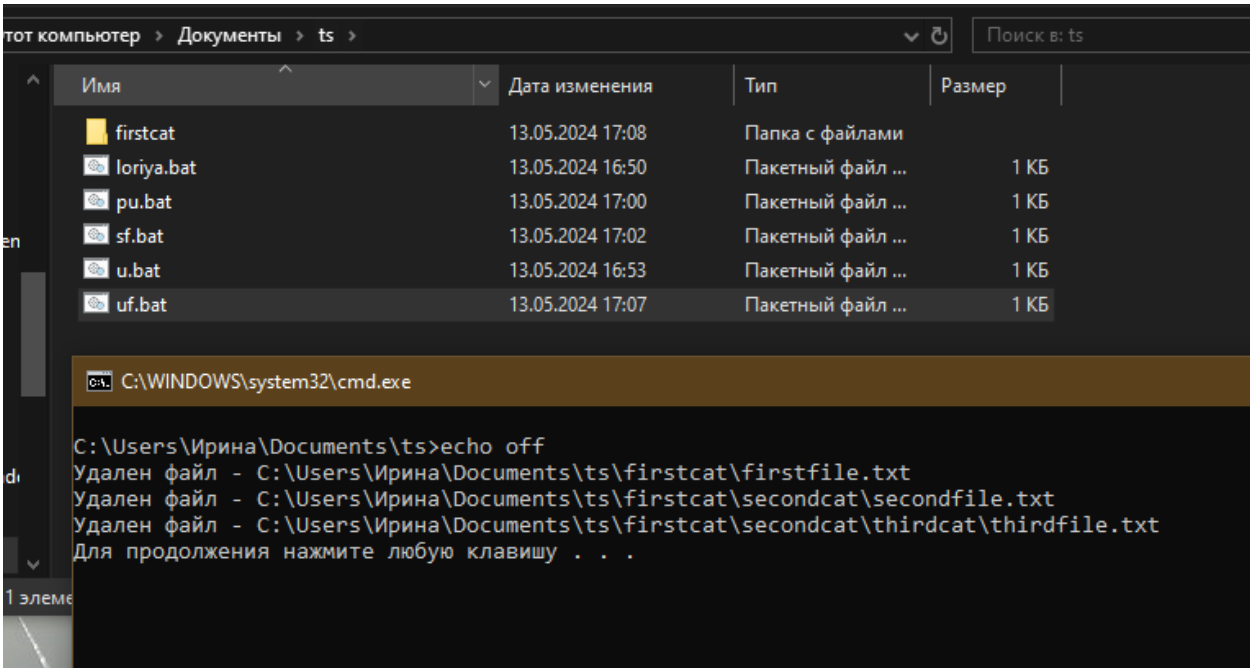 тот компьютер > Документы > ts >
Поиск в: ts
Имя Дата изменения Тип Размер
firstcat 13.05.2024 17:08 Папка с файлами
loriya.bat 13.05.2024 16:50 Пакетный файл ... 1 КБ
pu.bat 13.05.2024 17:00 Пакетный файл ... 1 КБ
sf.bat 13.05.2024 17:02 Пакетный файл ... 1 КБ
u.bat 13.05.2024 16:53 Пакетный файл ... 1 КБ
uf.bat 13.05.2024 17:07 Пакетный файл ... 1 КБ
C:\WINDOWS\system32\cmd.exe
C:\Users\Ирина\Documents\ts>echo off
Удален файл - C:\Users\Ирина\Documents\ts\firstcat\firstfile.txt
Удален файл - C:\Users\Ирина\Documents\ts\firstcat\secondcat\secondfile.txt
Удален файл - C:\Users\Ирина\Documents\ts\firstcat\secondcat\thirdcat\thirdfile.txt
Для продолжения нажмите любую клавишу . . .
1 элеме